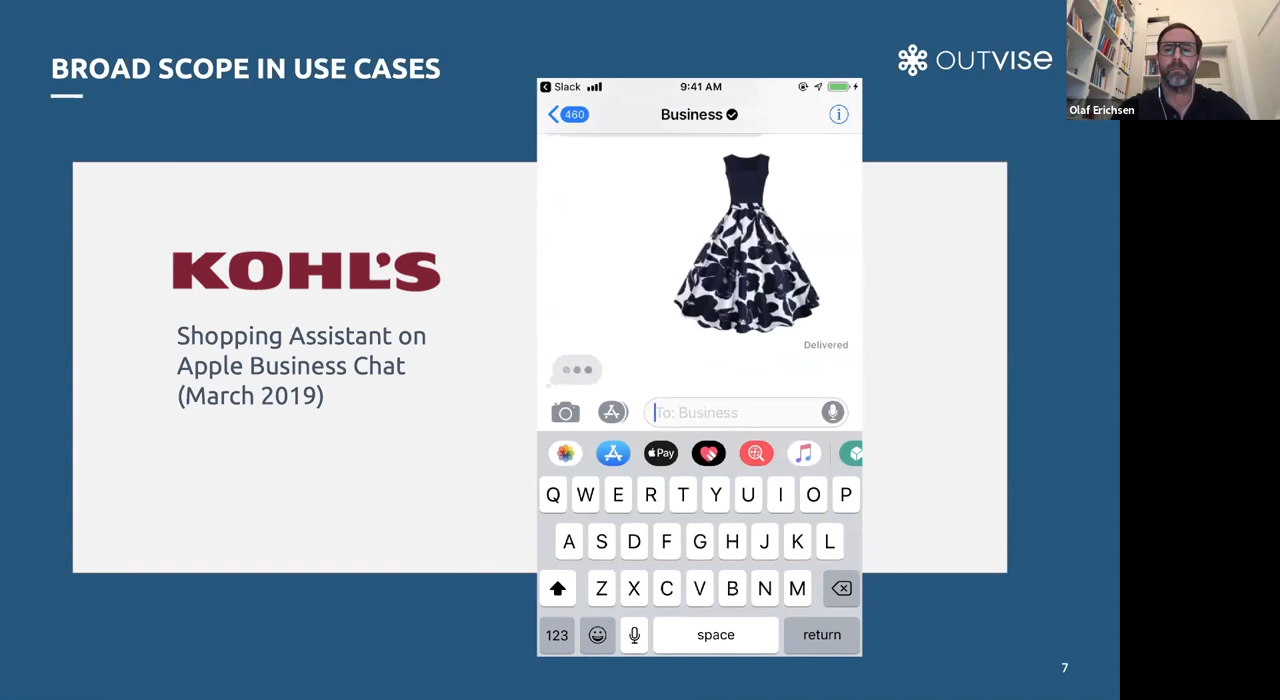 BROAD SCOPE IN USE CASES
OUTVISE
Olaf Erichsen
Slack
9:41 AM
460
Business
i
KOHL'S
Shopping Assistant on
Apple Business Chat
(March 2019)
Delivered
To: Business
Pay
Q W E R T Y U I O P
A S D F G H J K L
Z X C V B N M
123
space
return
7